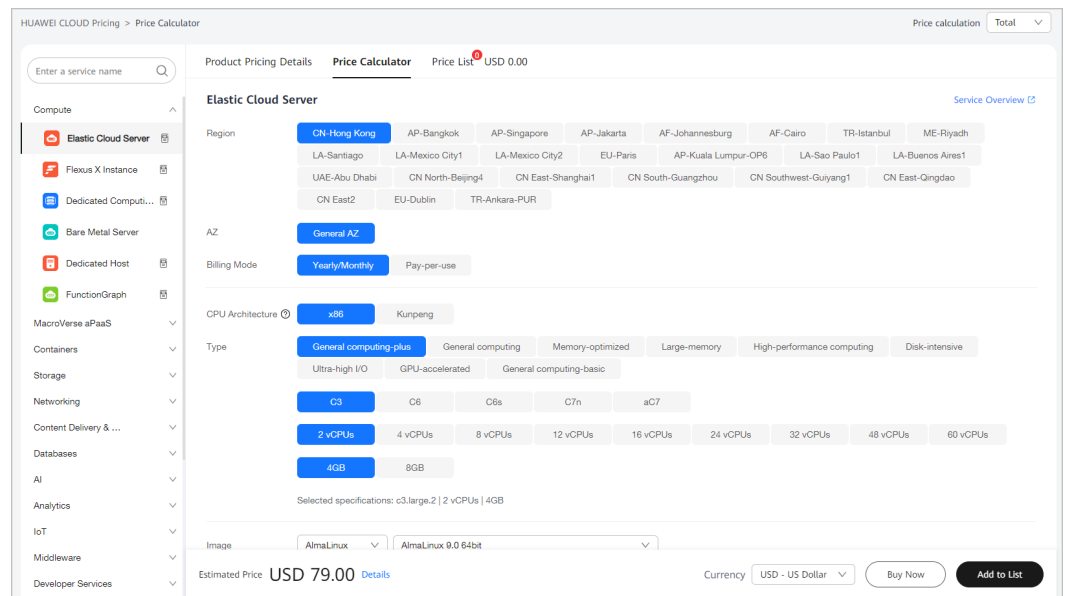 HUAWEI CLOUD Pricing > Price Calculator
Price calculation Total
Enter a service name
Product Pricing Details Price Calculator Price List 0 USD 0.00
Compute
Elastic Cloud Server
Flexus X Instance
Dedicated Computi...
Bare Metal Server
Dedicated Host
FunctionGraph
MacroVerse aPaaS
Containers
Storage
Networking
Content Delivery & ...
Databases
AI
Analytics
IoT
Middleware
Developer Services
Elastic Cloud Server Service Overview
Region CN-Hong Kong AP-Bangkok AP-Singapore AP-Jakarta AF-Johannesburg AF-Cairo TR-Istanbul ME-Riyadh
LA-Santiago LA-Mexico City1 LA-Mexico City2 EU-Paris AP-Kuala Lumpur-OP6 LA-Sao Paulo1 LA-Buenos Aires1
UAE-Abu Dhabi CN North-Beijing4 CN East-Shanghai1 CN South-Guangzhou CN Southwest-Guiyang1 CN East-Qingdao
CN East2 EU-Dublin TR-Ankara-PUR
AZ General AZ
Billing Mode Yearly/Monthly Pay-per-use
CPU Architecture ? x86 Kunpeng
Type General computing-plus General computing Memory-optimized Large-memory High-performance computing Disk-intensive
Ultra-high I/O GPU-accelerated General computing-basic
C3 C6 C6s C7n aC7
2 vCPUs 4 vCPUs 8 vCPUs 12 vCPUs 16 vCPUs 24 vCPUs 32 vCPUs 48 vCPUs 60 vCPUs
4GB 8GB
Selected specifications: c3.large.2 | 2 vCPUs | 4GB
Image AlmaLinux AlmaLinux 9.0 64bit
Estimated Price USD 79.00 Details Currency USD - US Dollar Buy Now Add to List